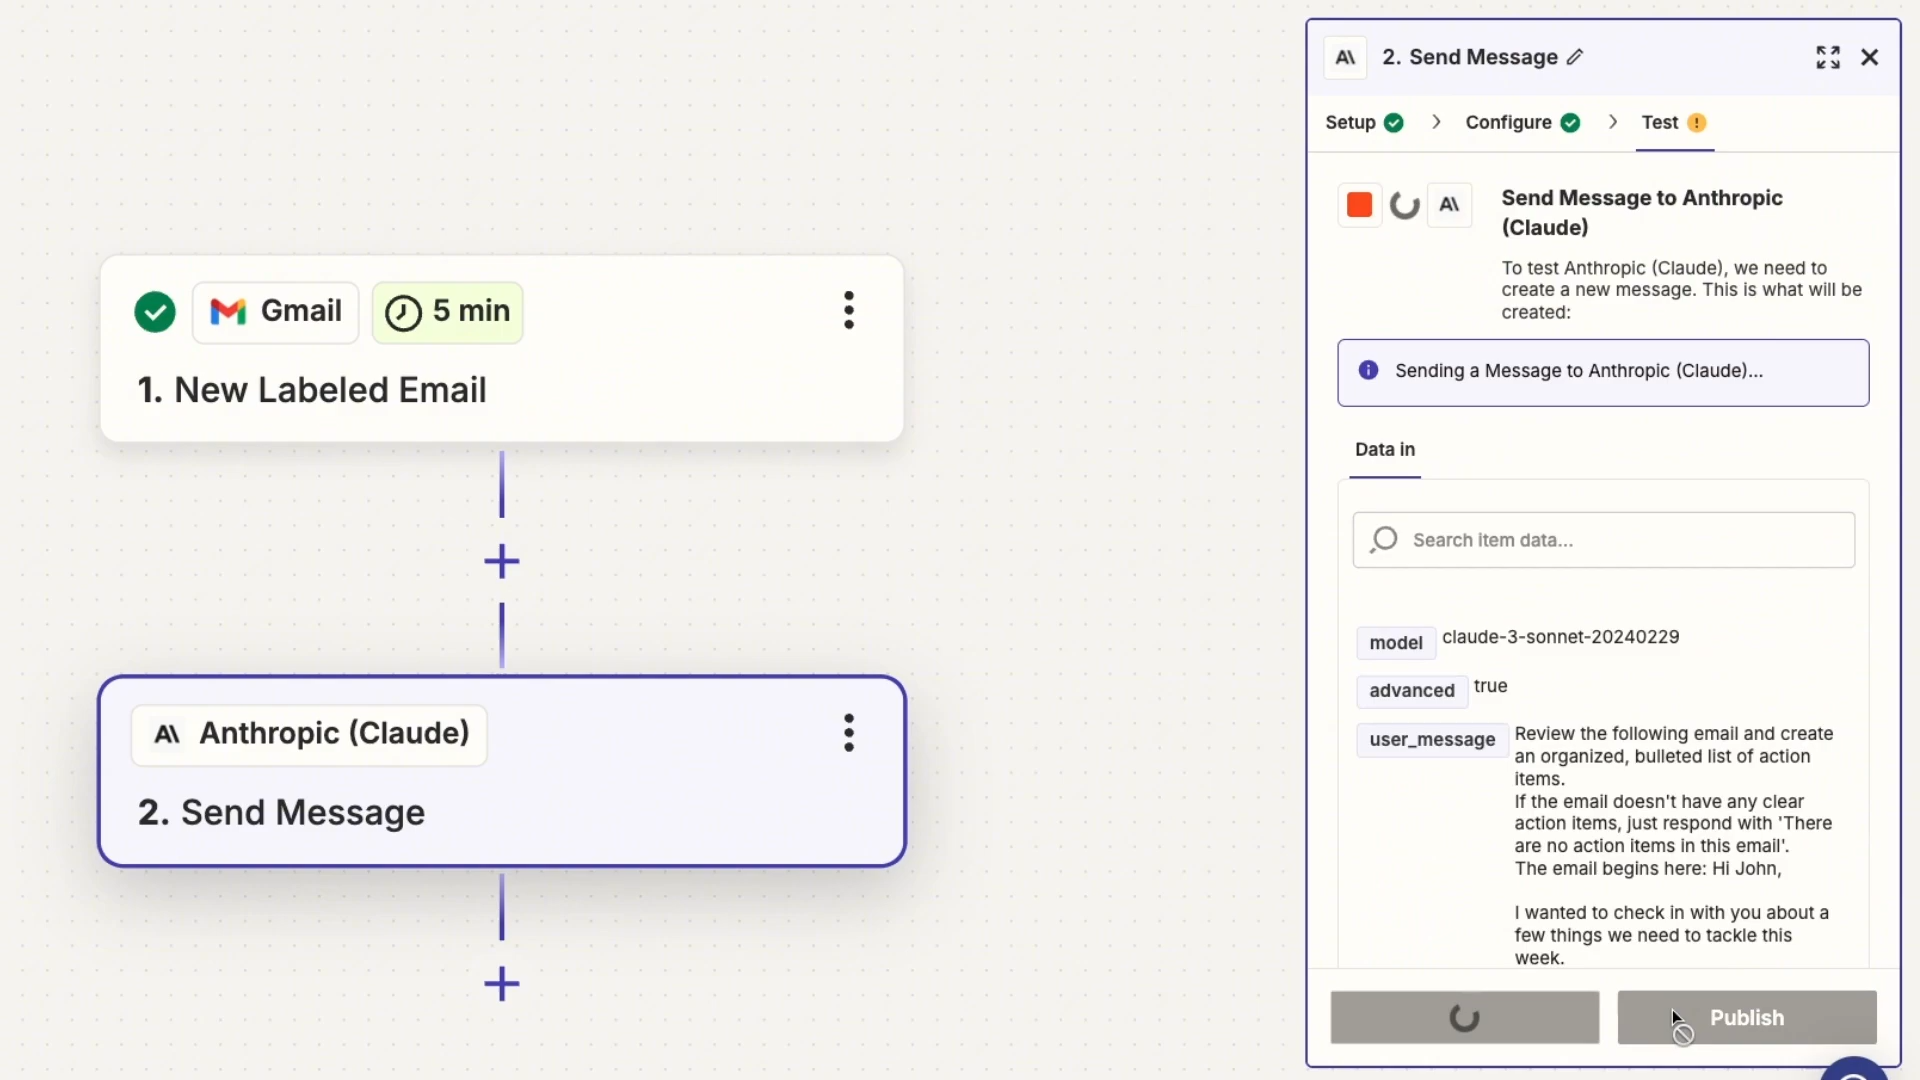 Gmail
5 min
1. New Labeled Email
Anthropic (Claude)
2. Send Message
2. Send Message
Setup
Configure
Test
Send Message to Anthropic
(Claude)
To test Anthropic (Claude), we need to
create a new message. This is what will be
created:
Sending a Message to Anthropic (Claude)...
Data in
Search item data...
model claude-3-sonnet-20240229
advanced true
user_message Review the following email and create
an organized, bulleted list of action
items.
If the email doesn't have any clear
action items, just respond with 'There
are no action items in this email'.
The email begins here: Hi John,
I wanted to check in with you about a
few things we need to tackle this
week.
Publish